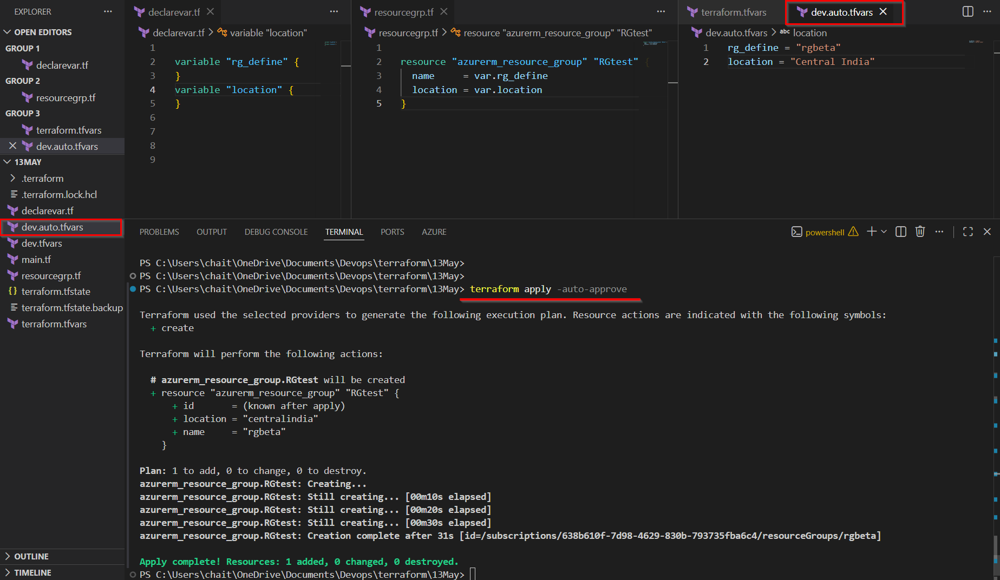 EXPLORER
OPEN EDITORS
GROUP 1
declarevar.tf
GROUP 2
resourcegrp.tf
GROUP 3
terraform.tfvars
dev.auto.tfvars
13MAY
.terraform
.terraform.lock.hcl
declarevar.tf
dev.auto.tfvars
dev.tfvars
main.tf
resourcegrp.tf
{} terraform.tfstate
terraform.tfstate.backup
terraform.tfvars
OUTLINE
TIMELINE
declarevar.tf
declarevar.tf > variable "location"
1
2 variable "rg_define" {
3 }
4 variable "location" {
5 }
6
7
8
9
resourcegrp.tf
resourcegrp.tf > resource "azurerm_resource_group" "RGtest"
1
2 resource "azurerm_resource_group" "RGtest" {
3 name = var.rg_define
4 location = var.location
5 }
terraform.tfvars dev.auto.tfvars
dev.auto.tfvars > abc location
1 rg_define = "rgbeta"
2 location = "Central India"
PROBLEMS OUTPUT DEBUG CONSOLE TERMINAL PORTS AZURE
powershell
PS C:\Users\chait\OneDrive\Documents\Devops\terraform\13May>
PS C:\Users\chait\OneDrive\Documents\Devops\terraform\13May>
PS C:\Users\chait\OneDrive\Documents\Devops\terraform\13May> terraform apply -auto-approve
Terraform used the selected providers to generate the following execution plan. Resource actions are indicated with the following symbols:
+ create
Terraform will perform the following actions:
# azurerm_resource_group.RGtest will be created
+ resource "azurerm_resource_group" "RGtest" {
+ id = (known after apply)
+ location = "centralindia"
+ name = "rgbeta"
}
Plan: 1 to add, 0 to change, 0 to destroy.
azurerm_resource_group.RGtest: Creating...
azurerm_resource_group.RGtest: Still creating... [00m10s elapsed]
azurerm_resource_group.RGtest: Still creating... [00m20s elapsed]
azurerm_resource_group.RGtest: Still creating... [00m30s elapsed]
azurerm_resource_group.RGtest: Creation complete after 31s [id=/subscriptions/638b610f-7d98-4629-830b-793735fba6c4/resourceGroups/rgbeta]
Apply complete! Resources: 1 added, 0 changed, 0 destroyed.
PS C:\Users\chait\OneDrive\Documents\Devops\terraform\13May>